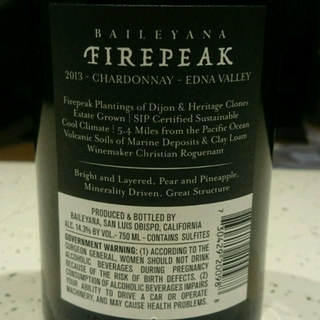 BAILEYANA
FIREPEAK
2013 - CHARDONNAY - EDNA VALLEY
Firepeak Plantings of Dijon & Heritage Clones
Estate Grown | SIP Certified Sustainable
Cool Climate | 5.4 Miles from the Pacific Ocean
Volcanic Soils of Marine Deposits & Clay Loam
Winemaker Christian Roguenant
Bright and Layered, Pear and Pineapple,
Minerality Driven, Great Structure
PRODUCED & BOTTLED BY
BAILEYANA, SAN LUIS OBISPO, CALIFORNIA
ALC. 14.3% BY VOL.- 750 ML - CONTAINS SULFITES
GOVERNMENT WARNING: (1) ACCORDING TO THE
SURGEON GENERAL, WOMEN SHOULD NOT DRINK
ALCOHOLIC BEVERAGES DURING PREGNANCY
BECAUSE OF THE RISK OF BIRTH DEFECTS. (2)
CONSUMPTION OF ALCOHOLIC BEVERAGES IMPAIRS
YOUR ABILITY TO DRIVE A CAR OR OPERATE
MACHINERY, AND MAY CAUSE HEALTH PROBLEMS.